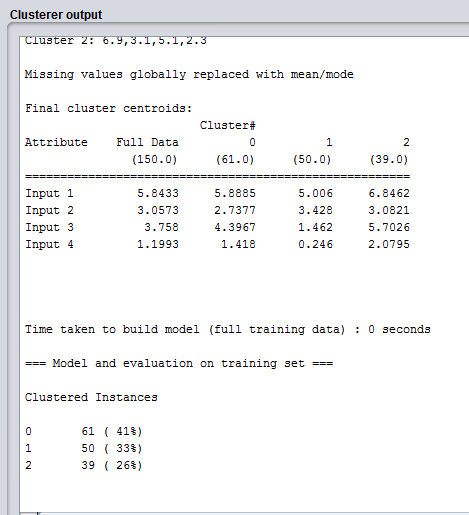 Clusterer output
Cluster 2: 6.9,3.1,5.1,2.3
Missing values globally replaced with mean/mode
Final cluster centroids:
Cluster#
Attribute Full Data 0 1 2
(150.0) (61.0) (50.0) (39.0)
==========================================================
Input 1 5.8433 5.8885 5.006 6.8462
Input 2 3.0573 2.7377 3.428 3.0821
Input 3 3.758 4.3967 1.462 5.7026
Input 4 1.1993 1.418 0.246 2.0795
Time taken to build model (full training data) : 0 seconds
=== Model and evaluation on training set ===
Clustered Instances
0 61 ( 41%)
1 50 ( 33%)
2 39 ( 26%)